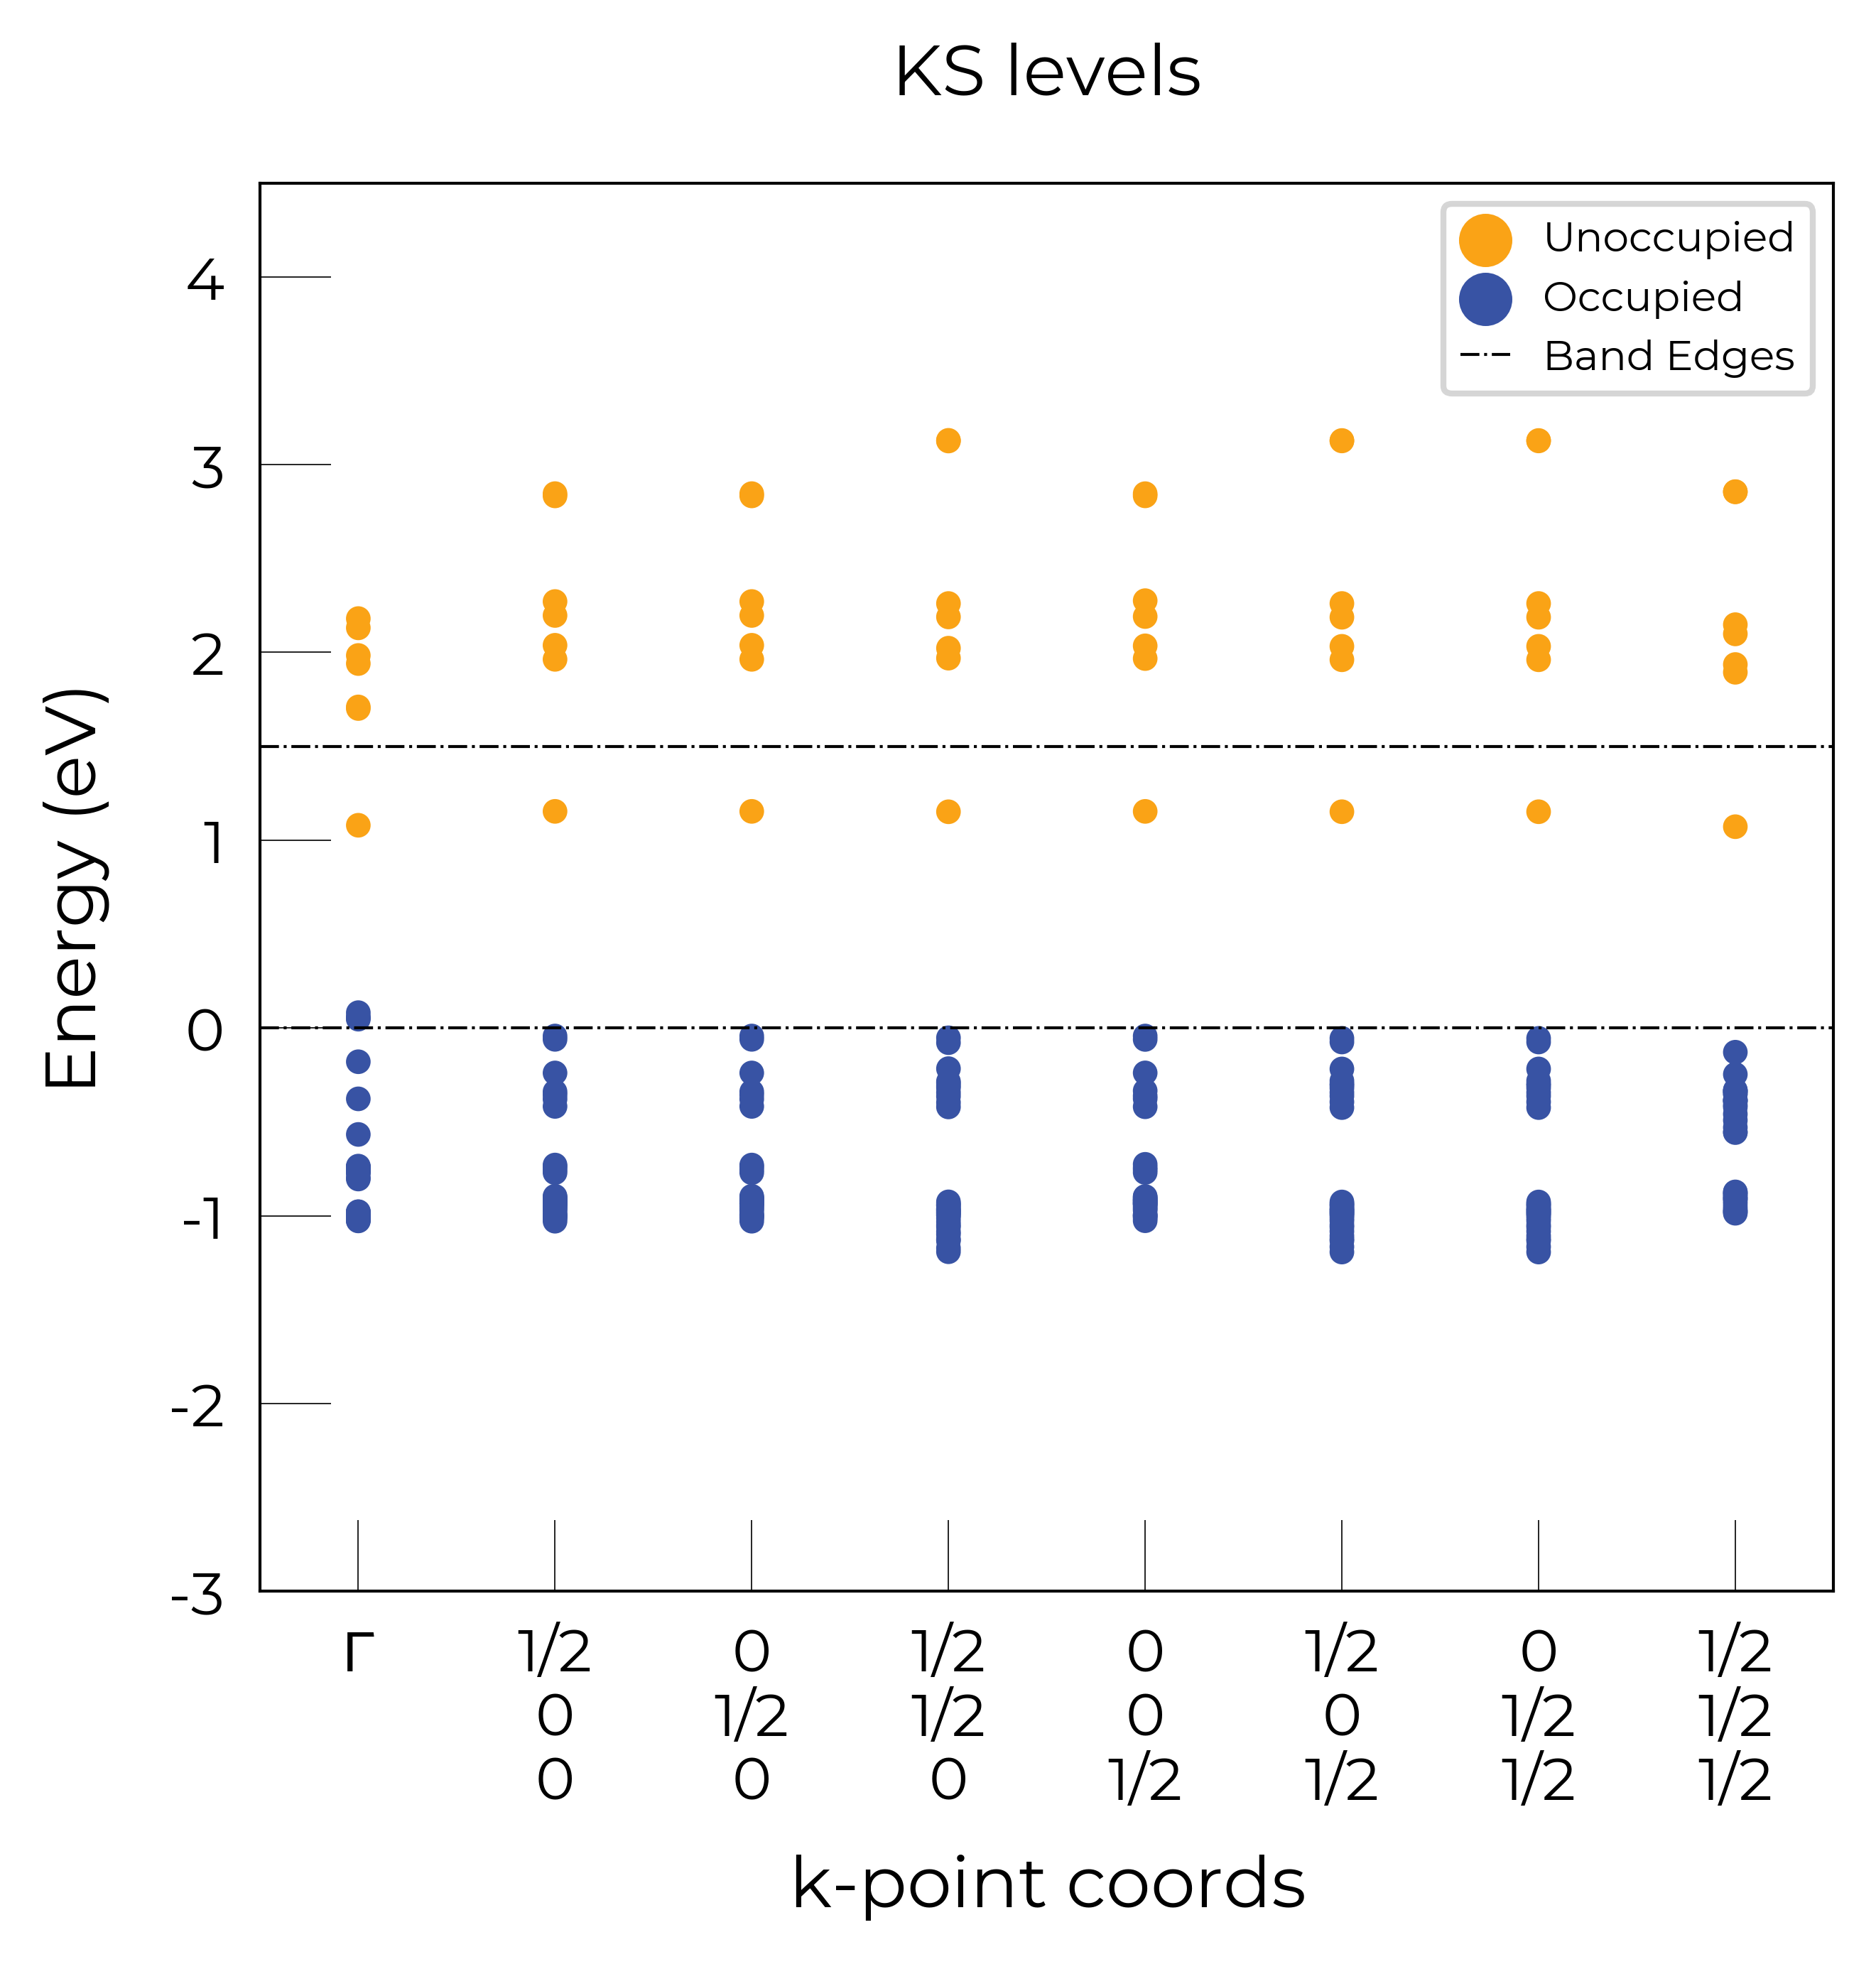 KS levels
Unoccupied
Occupied
Band Edges
4
3
2
1
0
-1
-2
-3
Energy (eV)
Γ 1/2 0 1/2 0 1/2 0 1/2
0 1/2 1/2 0 0 1/2 1/2
0 0 0 1/2 1/2 1/2 1/2
k-point coords